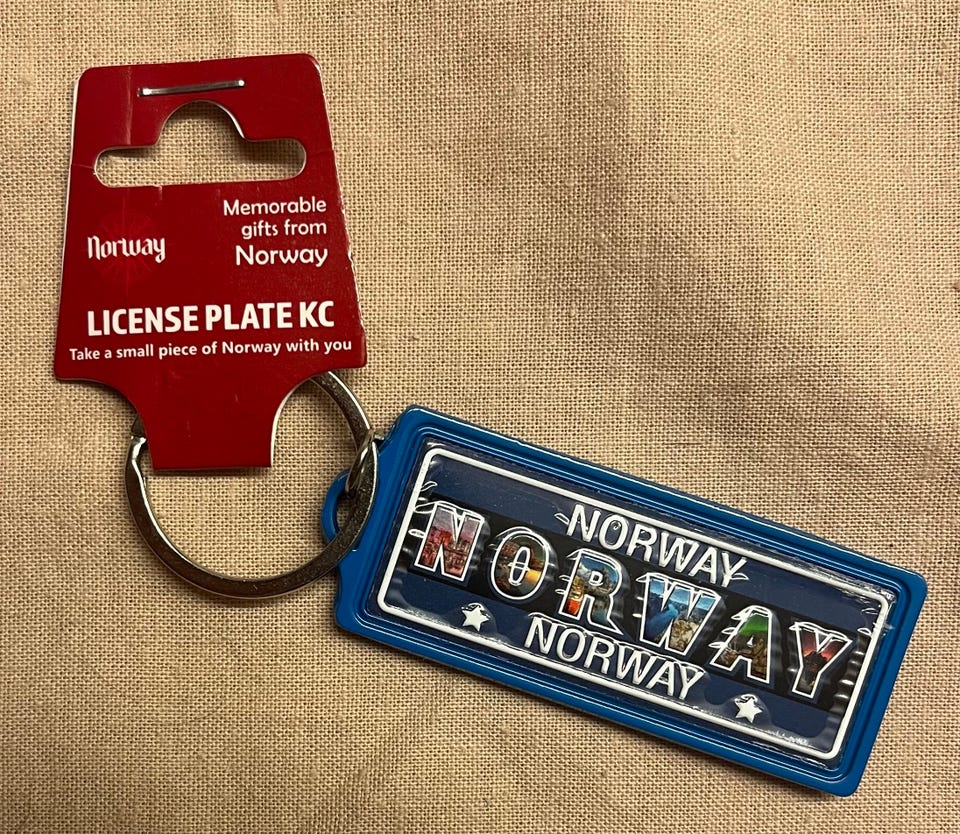 Memorable
gifts from
Norway
Norway
LICENSE PLATE KC
Take a small piece of Norway with you
NORWAY
NORWAY
NORWAY